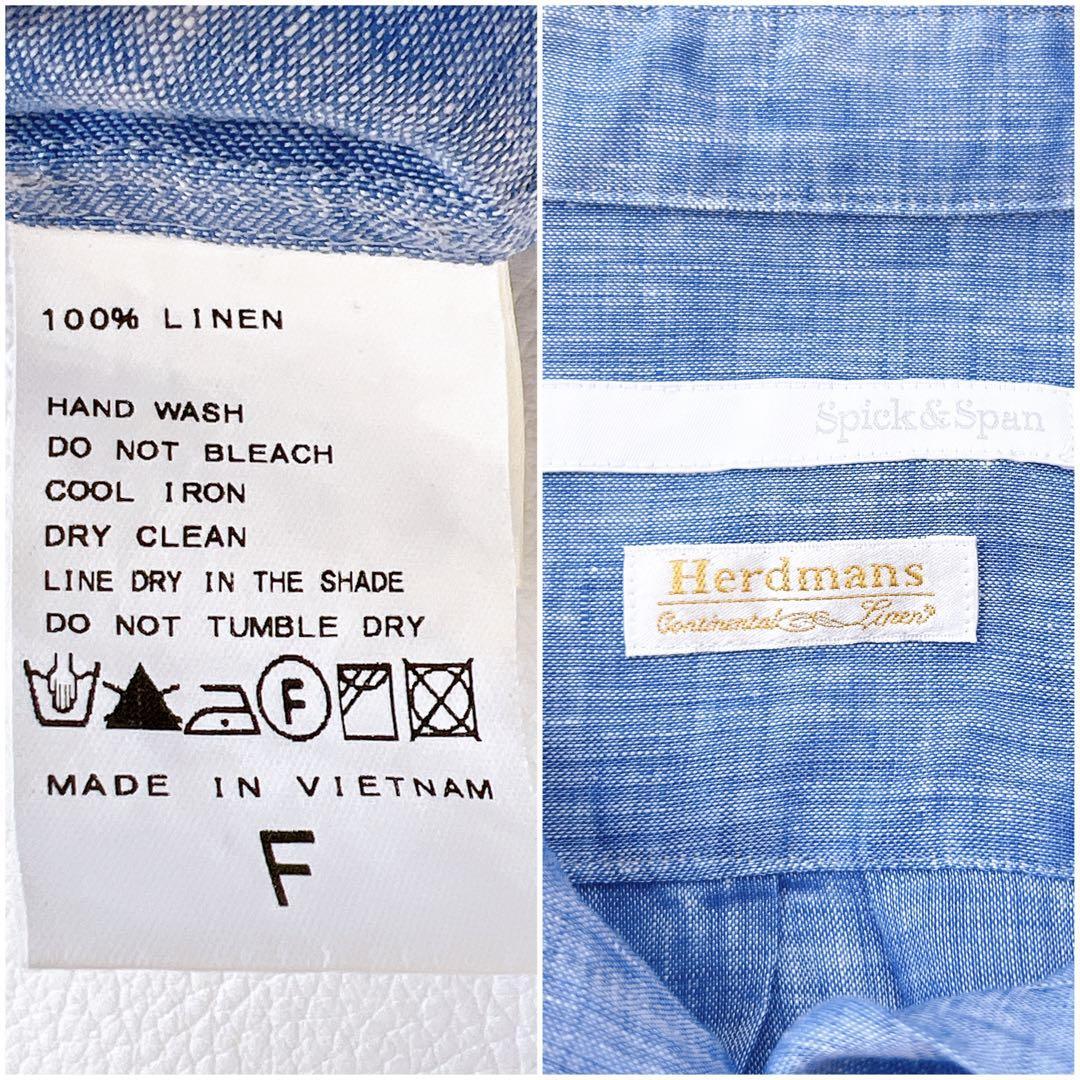 100% LINEN
HAND WASH
DO NOT BLEACH
COOL IRON
DRY CLEAN
LINE DRY IN THE SHADE
DO NOT TUMBLE DRY
F
MADE IN VIETNAM
F
Spick&Span
Herdmans
Continental Linen®